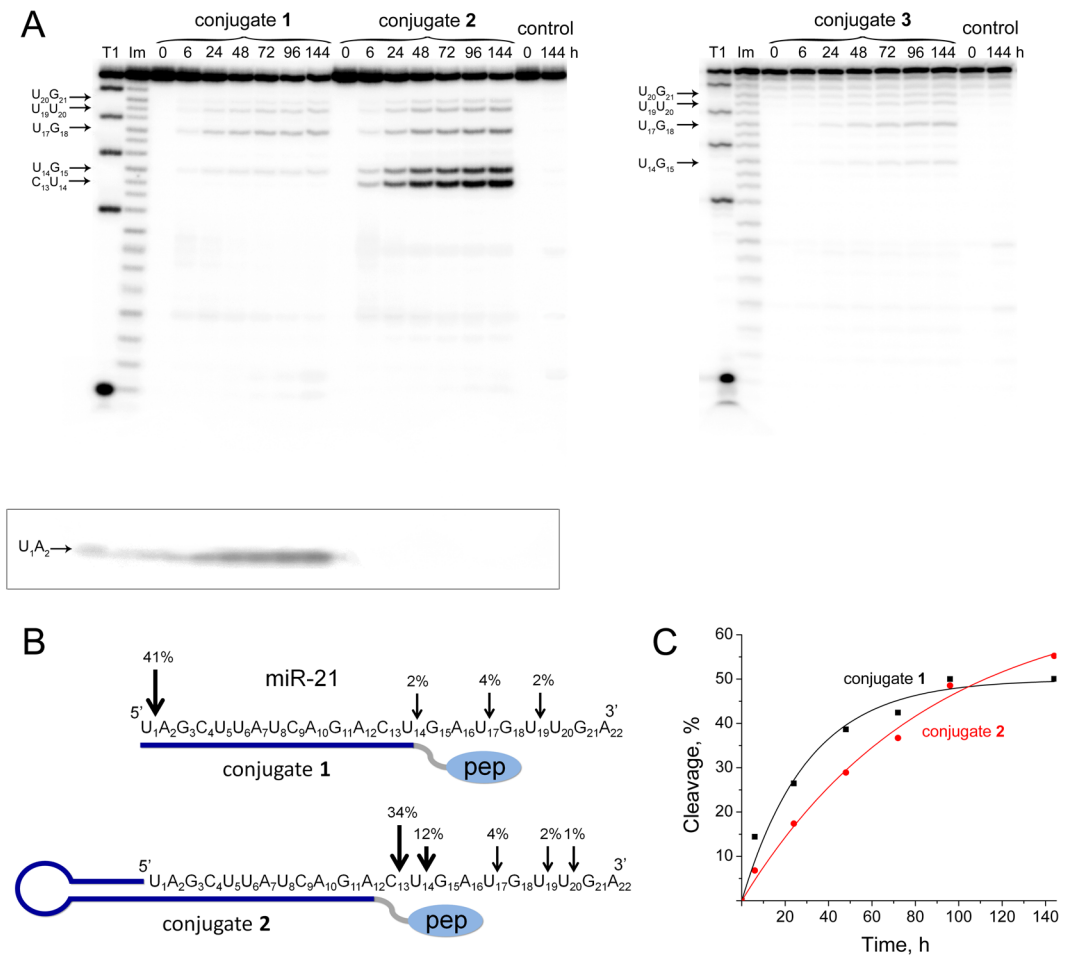 A
conjugate 1 conjugate 2 control
T1 Im 0 6 24 48 72 96 144 0 6 24 48 72 96 144 0 144 h
U20G21
U19U20
U17G18
U14G15
C13U14
conjugate 3 control
T1 Im 0 6 24 48 72 96 144 0 144 h
U20G21
U19U20
U17G18
U14G15
U1A2
B
41%
miR-21
2% 4% 2%
5’ 3’
U1A2G3C4U5U6A7U8C9A10G11A12C13U14G15A16U17G18U19U20G21A22
conjugate 1
pep
34%
12% 4% 2% 1%
5’ 3’
U1A2G3C4U5U6A7U8C9A10G11A12C13U14G15A16U17G18U19U20G21A22
conjugate 2
pep
C
Cleavage, %
60
50
40
30
20
10
conjugate 1
conjugate 2
20 40 60 80 100 120 140
Time, h